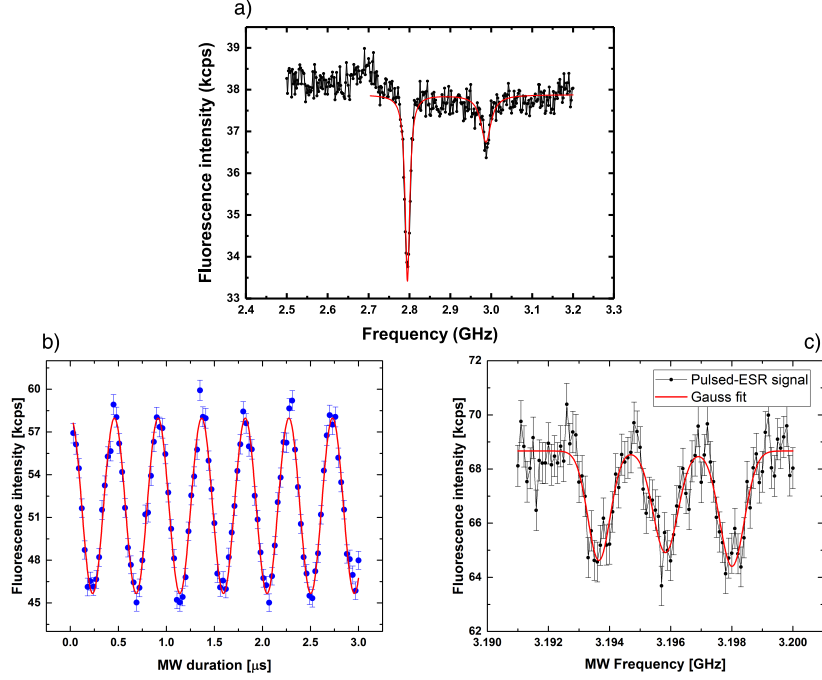 a)
39
38
37
36
35
34
33
2.4 2.5 2.6 2.7 2.8 2.9 3.0 3.1 3.2 3.3
Fluorescence intensity (kcps)
Frequency (GHz)
b)
60
57
54
51
48
45
0.0 0.5 1.0 1.5 2.0 2.5 3.0
Fluorescence intensity [kcps]
MW duration [μs]
c)
72
70
68
66
64
62
3.190 3.192 3.194 3.196 3.198 3.200
Fluorescence intensity [kcps]
MW Frequency [GHz]
Pulsed-ESR signal
Gauss fit